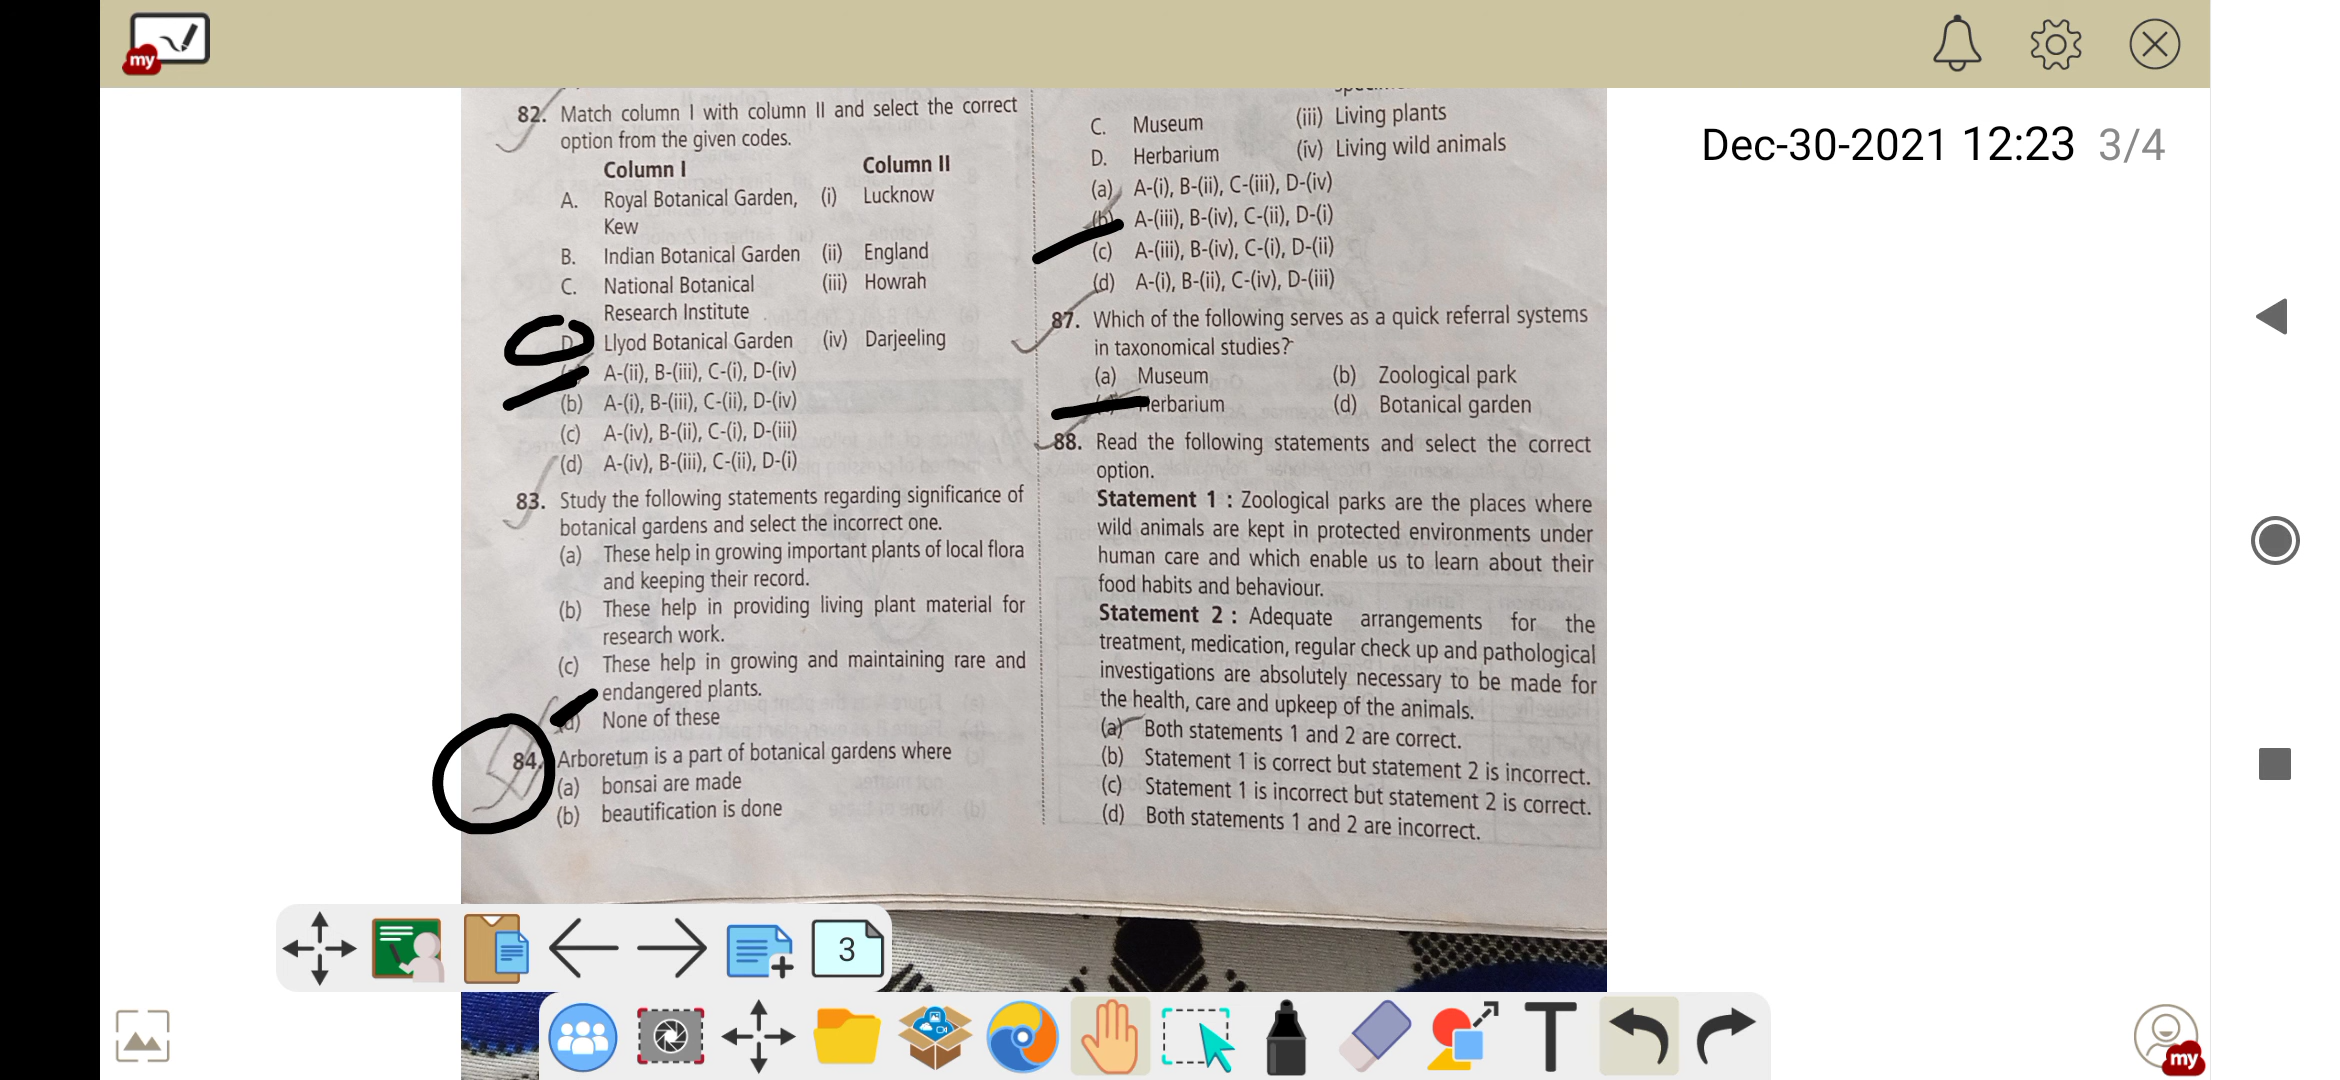 my
Dec-30-2021 12:23 3/4
82. Match column I with column II and select the correct
option from the given codes.
Column I Column II
A. Royal Botanical Garden, (i) Lucknow
Kew
B. Indian Botanical Garden (ii) England
C. National Botanical (iii) Howrah
Research Institute
D. Llyod Botanical Garden (iv) Darjeeling
A-(ii), B-(iii), C-(i), D-(iv)
(b) A-(i), B-(iii), C-(ii), D-(iv)
(c) A-(iv), B-(ii), C-(i), D-(iii)
(d) A-(iv), B-(iii), C-(ii), D-(i)
83. Study the following statements regarding significance of
botanical gardens and select the incorrect one.
(a) These help in growing important plants of local flora
and keeping their record.
(b) These help in providing living plant material for
research work.
(c) These help in growing and maintaining rare and
endangered plants.
(d) None of these
84. Arboretum is a part of botanical gardens where
(a) bonsai are made
(b) beautification is done
C. Museum (iii) Living plants
D. Herbarium (iv) Living wild animals
(a) A-(i), B-(ii), C-(iii), D-(iv)
(b) A-(iii), B-(iv), C-(ii), D-(i)
(c) A-(iii), B-(iv), C-(i), D-(ii)
(d) A-(i), B-(ii), C-(iv), D-(iii)
87. Which of the following serves as a quick referral systems
in taxonomical studies?
(a) Museum (b) Zoological park
Herbarium (d) Botanical garden
88. Read the following statements and select the correct
option.
Statement 1 : Zoological parks are the places where
wild animals are kept in protected environments under
human care and which enable us to learn about their
food habits and behaviour.
Statement 2 : Adequate arrangements for the
treatment, medication, regular check up and pathological
investigations are absolutely necessary to be made for
the health, care and upkeep of the animals.
(a) Both statements 1 and 2 are correct.
(b) Statement 1 is correct but statement 2 is incorrect.
(c) Statement 1 is incorrect but statement 2 is correct.
(d) Both statements 1 and 2 are incorrect.
3
T
my